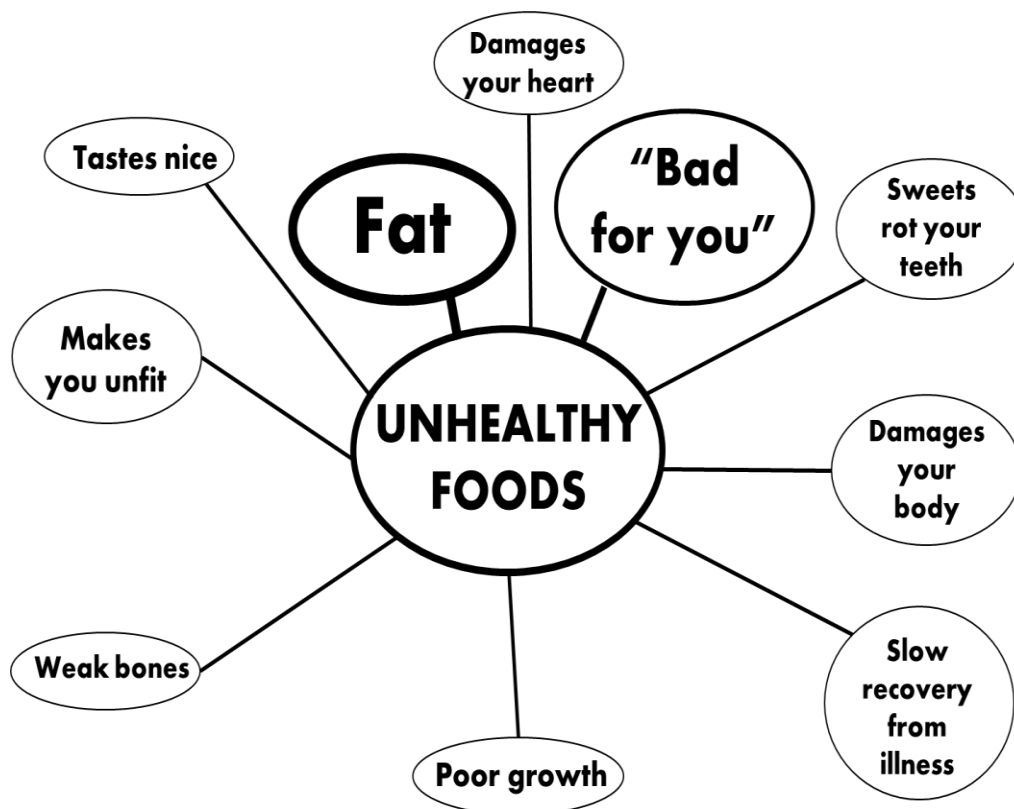 Damages
your heart
Tastes nice
Fat
“Bad
for you”
Sweets
rot your
teeth
Makes
you unfit
UNHEALTHY
FOODS
Damages
your
body
Weak bones
Slow
recovery
from
illness
Poor growth